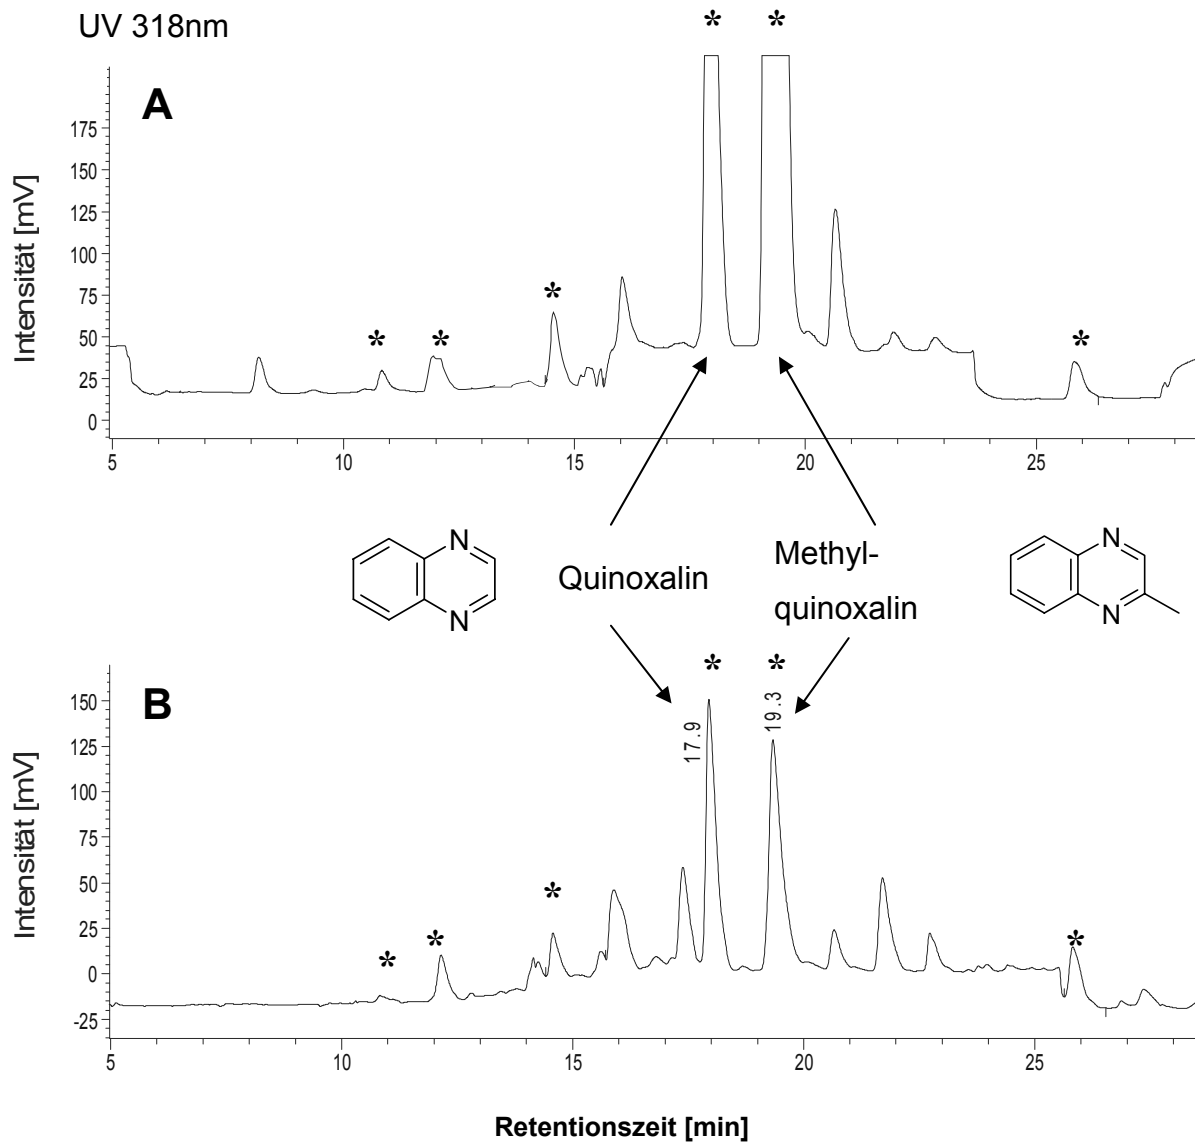 UV 318nm
* *
A
Intensität [mV]
175
150
125
100
75
50
25
0
* * * *
5 10 15 20 25
N
N
Quinoxalin
Methyl-
quinoxalin
N
N
B
Intensität [mV]
150
125
100
75
50
25
0
-25
* *
17.9 19.3
* * * *
5 10 15 20 25
Retentionszeit [min]